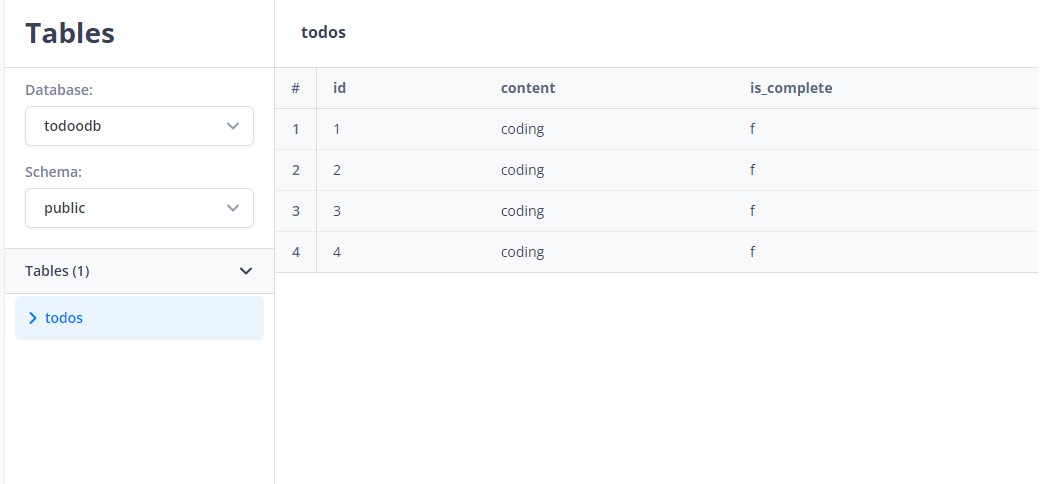 Tables
Database:
todoodb
Schema:
public
Tables (1)
todos
todos
# id content is_complete
1 1 coding f
2 2 coding f
3 3 coding f
4 4 coding f